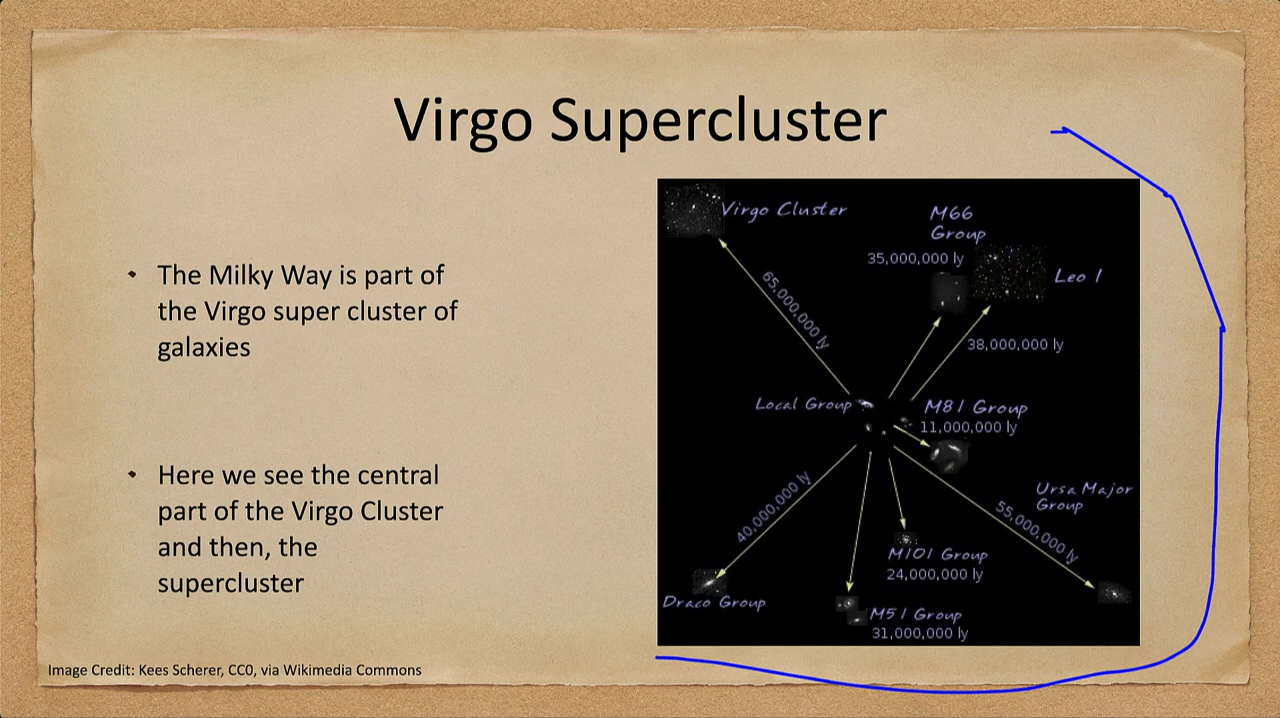 Virgo Supercluster
• The Milky Way is part of
the Virgo super cluster of
galaxies
• Here we see the central
part of the Virgo Cluster
and then, the
supercluster
Virgo Cluster
M66
Group
35,000,000 ly
Leo 1
65,000,000 ly
38,000,000 ly
Local Group
M81 Group
11,000,000 ly
Ursa Major
Group
40,000,000 ly
55,000,000 ly
M101 Group
24,000,000 ly
Draco Group
M51 Group
31,000,000 ly
Image Credit: Kees Scherer, CC0, via Wikimedia Commons